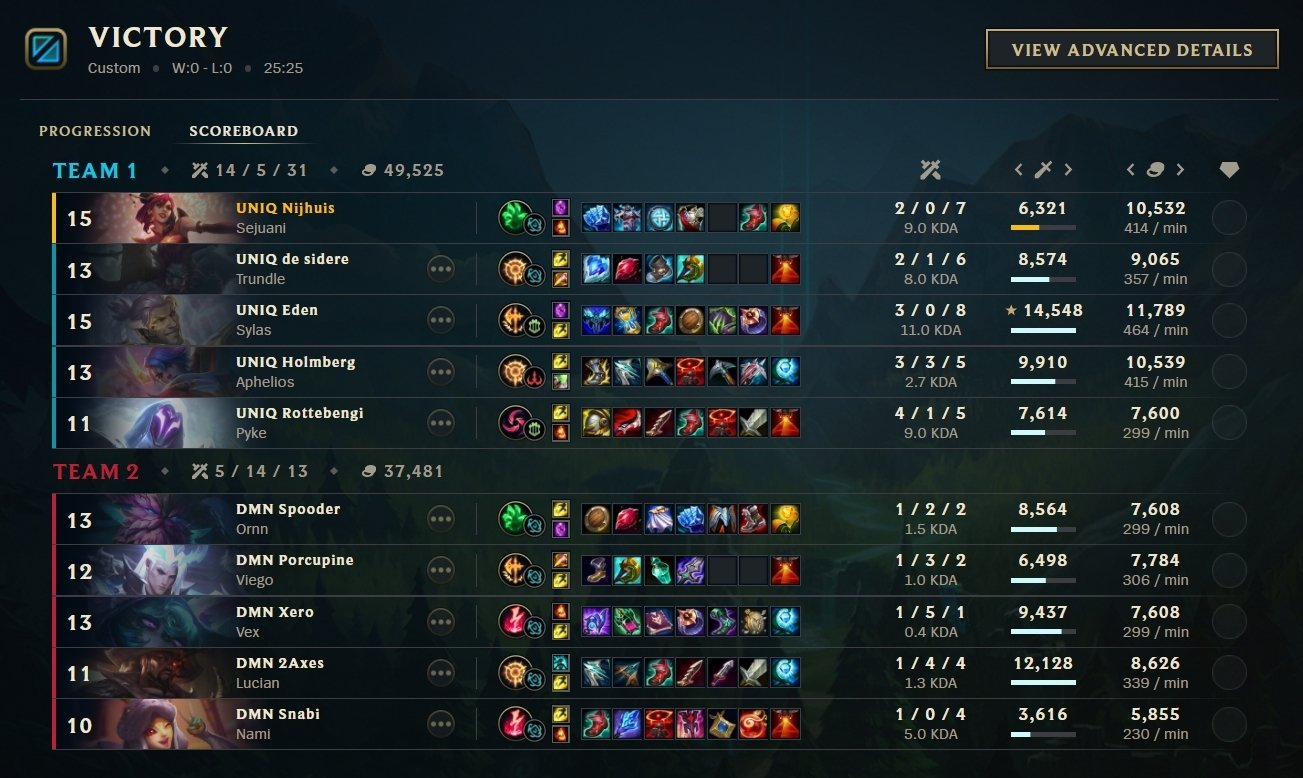 VICTORY
Custom • W:0 - L:0 • 25:25
VIEW ADVANCED DETAILS
PROGRESSION SCOREBOARD
TEAM 1 14 / 5 / 31 49,525
15 UNIQ Nijhuis 2 / 0 / 7 6,321 10,532
Sejuani 9.0 KDA 414 / min
13 UNIQ de sidere 2 / 1 / 6 8,574 9,065
Trundle 8.0 KDA 357 / min
15 UNIQ Eden 3 / 0 / 8 ★ 14,548 11,789
Sylas 11.0 KDA 464 / min
13 UNIQ Holmberg 3 / 3 / 5 9,910 10,539
Aphelios 2.7 KDA 415 / min
11 UNIQ Rottebengi 4 / 1 / 5 7,614 7,600
Pyke 9.0 KDA 299 / min
TEAM 2 5 / 14 / 13 37,481
13 DMN Spooder 1 / 2 / 2 8,564 7,608
Ornn 1.5 KDA 299 / min
12 DMN Porcupine 1 / 3 / 2 6,498 7,784
Viego 1.0 KDA 306 / min
13 DMN Xero 1 / 5 / 1 9,437 7,608
Vex 0.4 KDA 299 / min
11 DMN 2Axes 1 / 4 / 4 12,128 8,626
Lucian 1.3 KDA 339 / min
10 DMN Snabi 1 / 0 / 4 3,616 5,855
Nami 5.0 KDA 230 / min